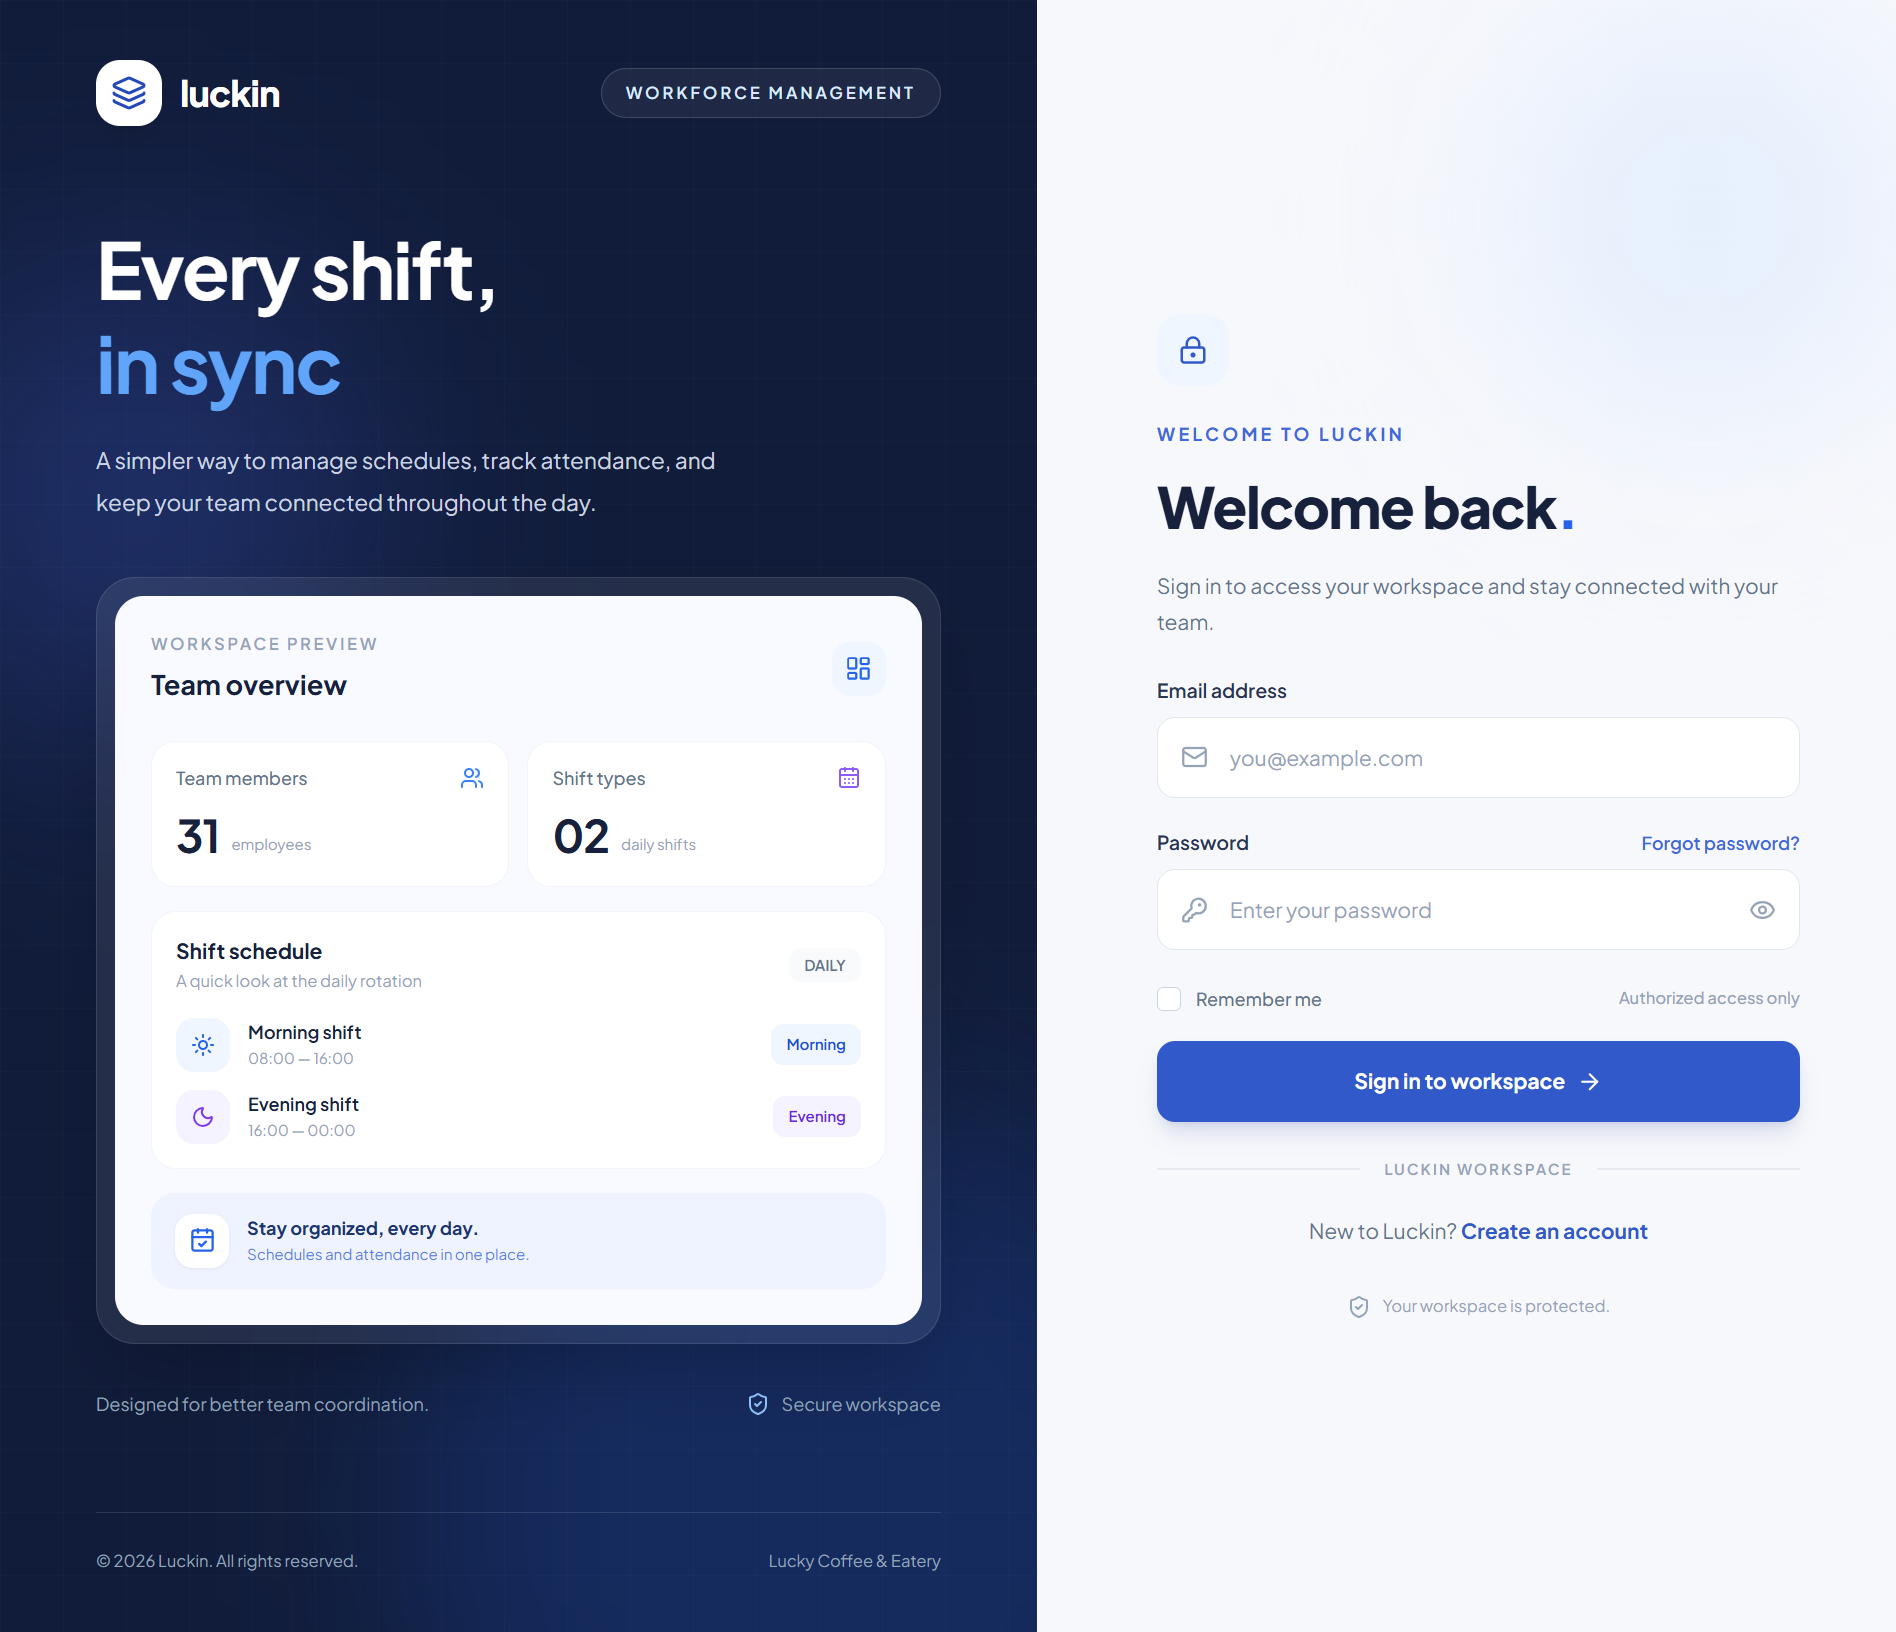 luckin
WORKFORCE MANAGEMENT
Every shift,
in sync
A simpler way to manage schedules, track attendance, and
keep your team connected throughout the day.
WORKSPACE PREVIEW
Team overview
Team members
31 employees
Shift types
02 daily shifts
Shift schedule
A quick look at the daily rotation
DAILY
Morning shift
08:00 — 16:00
Morning
Evening shift
16:00 — 00:00
Evening
Stay organized, every day.
Schedules and attendance in one place.
Designed for better team coordination.
Secure workspace
© 2026 Luckin. All rights reserved.
Lucky Coffee & Eatery
WELCOME TO LUCKIN
Welcome back.
Sign in to access your workspace and stay connected with your
team.
Email address
you@example.com
Password
Forgot password?
Enter your password
Remember me
Authorized access only
Sign in to workspace
LUCKIN WORKSPACE
New to Luckin? Create an account
Your workspace is protected.